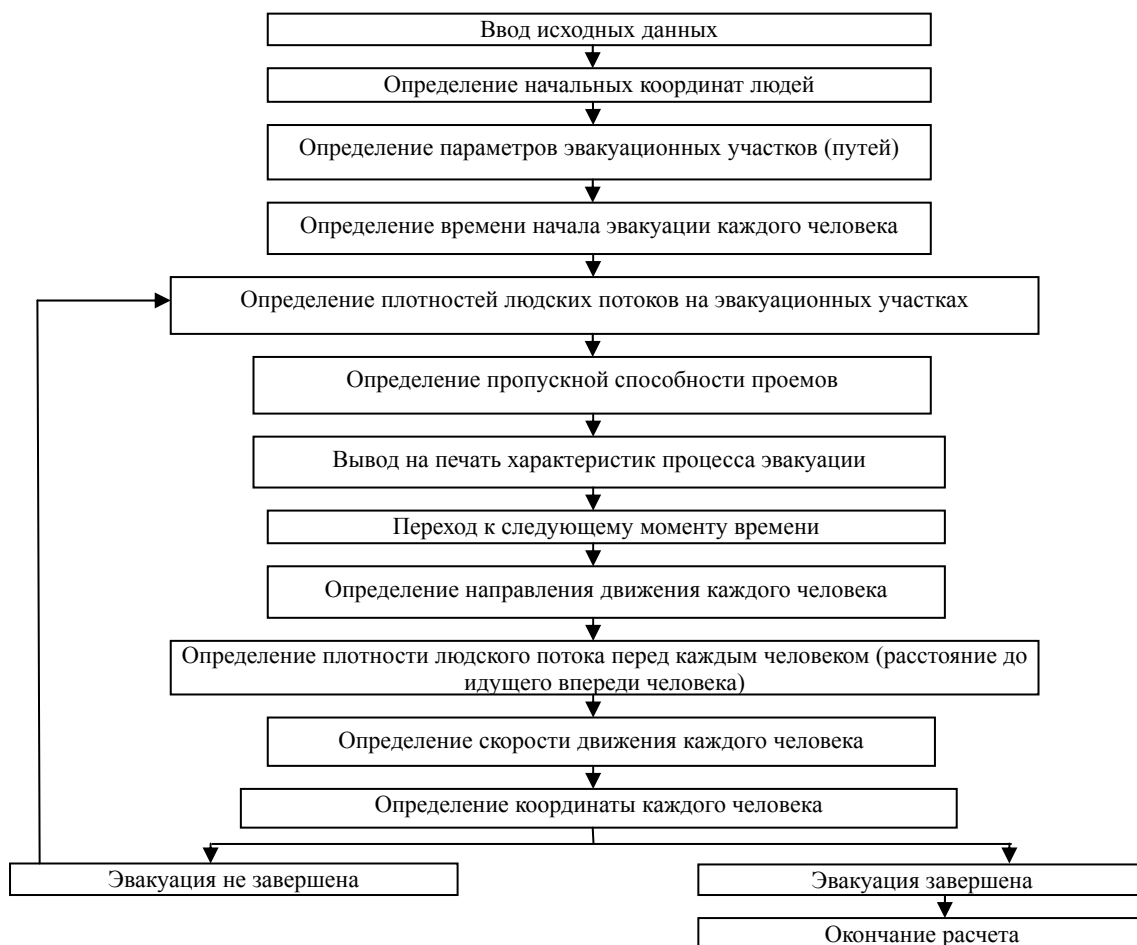 Ввод исходных данных
Определение начальных координат людей
Определение параметров эвакуационных участков (путей)
Определение времени начала эвакуации каждого человека
Определение плотностей людских потоков на эвакуационных участках
Определение пропускной способности проемов
Вывод на печать характеристик процесса эвакуации
Переход к следующему моменту времени
Определение направления движения каждого человека
Определение плотности людского потока перед каждым человеком (расстояние до
идущего впереди человека)
Определение скорости движения каждого человека
Определение координаты каждого человека
Эвакуация не завершена
Эвакуация завершена
Окончание расчета